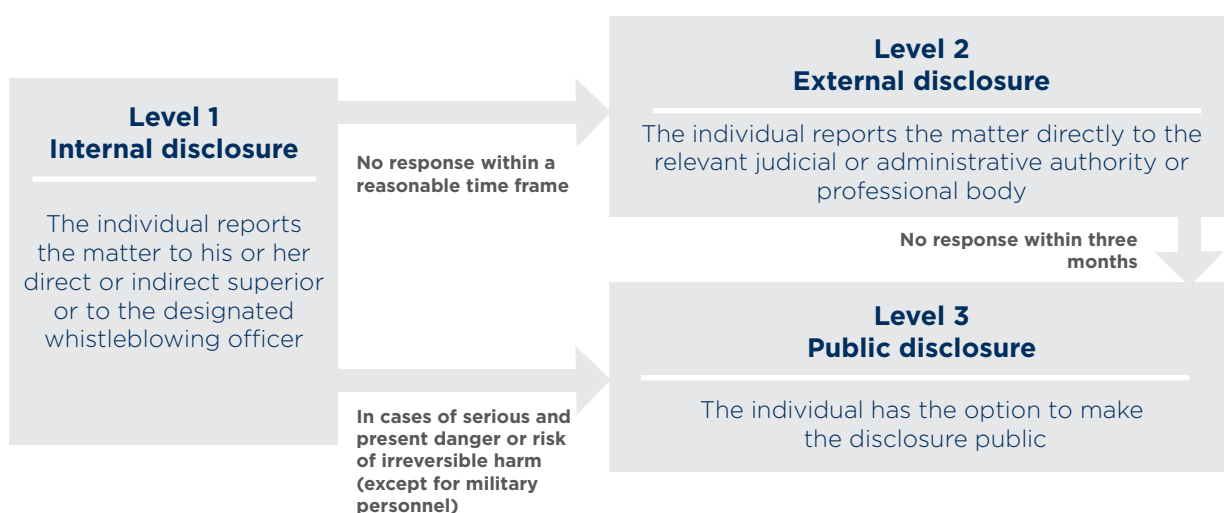 Level 1
Internal disclosure
The individual reports
the matter to his or her
direct or indirect superior
or to the designated
whistleblowing officer
No response within a
reasonable time frame
Level 2
External disclosure
The individual reports the matter directly to the
relevant judicial or administrative authority or
professional body
No response within three
months
In cases of serious and
present danger or risk
of irreversible harm
(except for military
personnel)
Level 3
Public disclosure
The individual has the option to make
the disclosure public